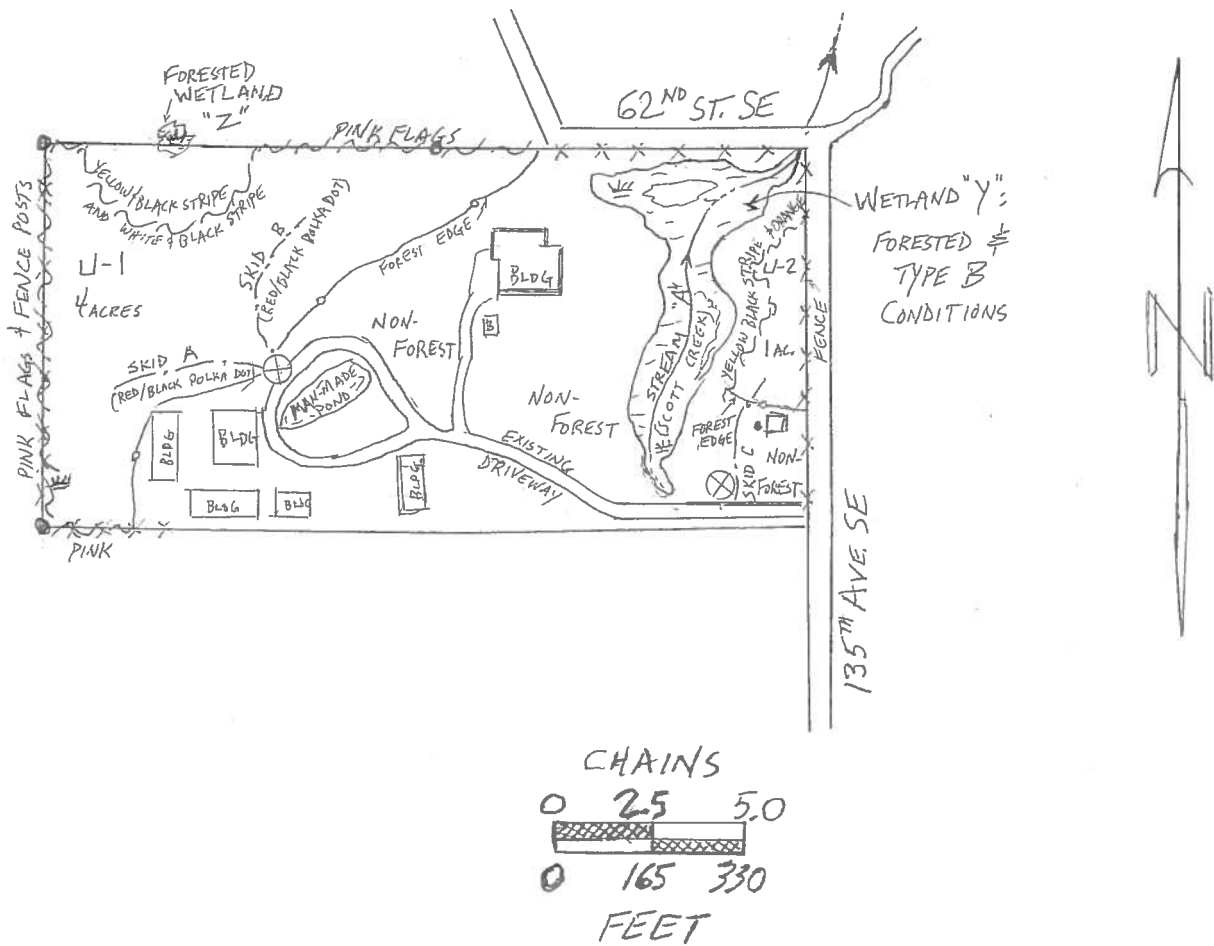 FORESTED
WETLAND
"Z"
62ND ST. SE
PINK FLAGS
YELLOW/BLACK STRIPE
AND
WHITE & BLACK STRIPE
PINK FLAGS & FENCE POSTS
U-1
4 ACRES
SKID B
(RED/BLACK POLKA DOT)
FOREST EDGE
BLDG
B
NON-
FOREST
SKID A
(RED/BLACK POLKA DOT)
MAN-MADE
POND
BLDG
BLDG
BLDG
BLDG
BLDG
EXISTING
DRIVEWAY
NON-
FOREST
STREAM "A"
(SCOTT CREEK)
YELLOW BLACK STRIPE & ORANGE
U-2
1 AC.
FENCE
WETLAND "Y":
FORESTED &
TYPE B
CONDITIONS
FOREST
EDGE
SKID C
NON-
FOREST
PINK
135TH AVE. SE
N
CHAINS
0 2.5 5.0
0 165 330
FEET